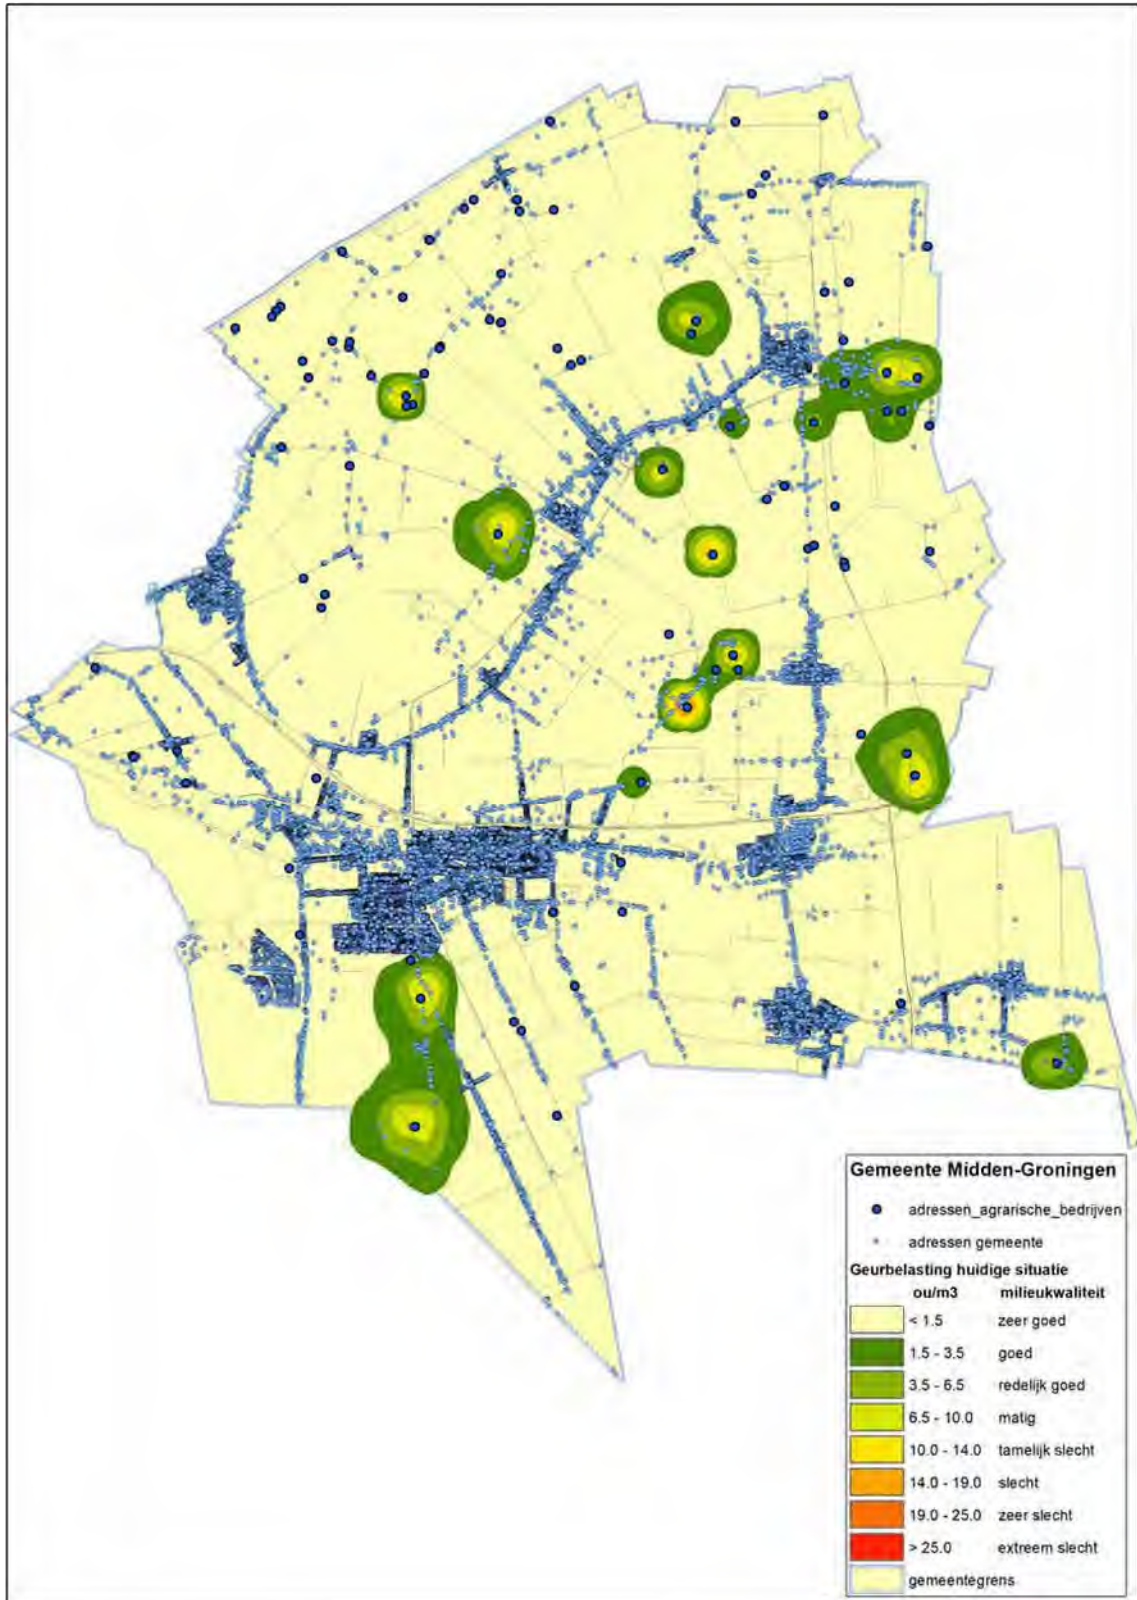 Gemeente Midden-Groningen
adressen_agrarische_bedrijven
adressen gemeente
Geurbelasting huidige situatie
ou/m3 milieukwaliteit
< 1.5 zeer goed
1.5 - 3.5 goed
3.5 - 6.5 redelijk goed
6.5 - 10.0 matig
10.0 - 14.0 tamelijk slecht
14.0 - 19.0 slecht
19.0 - 25.0 zeer slecht
> 25.0 extreem slecht
gemeentegrens